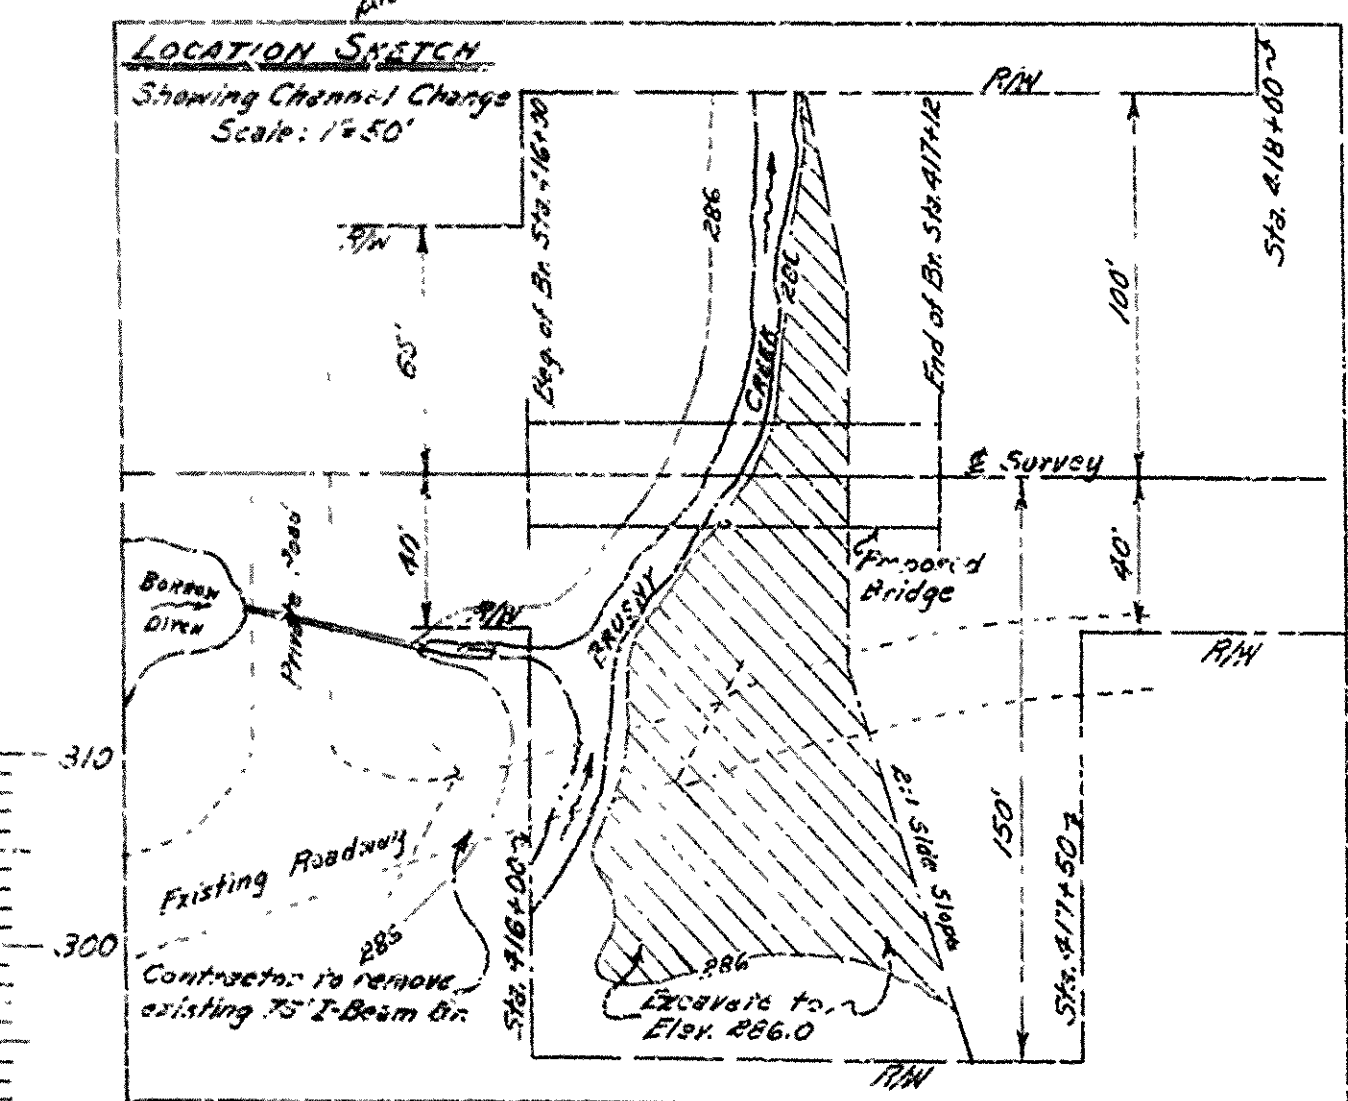 LOCATION SKETCH
Showing Channel Change
Scale: 1"=50'
R/W
R/W
Beg. of Br. Sta. 416+00
286
286
End of Br. Sta. 417+12
Sta. 418+00
65'
100'
CREEK
℄ Survey
40'
40'
Proposed
Bridge
BORROW
DITCH
Private Road
R/W
BRUSHY
R/W
310
2:1 Side Slope
150'
Existing Roadway
285
300
Sta. 416+00
Sta. 417+50
286
Contractor to remove
existing 75' I-Beam Br.
Excavate to
Elev. 286.0
R/W